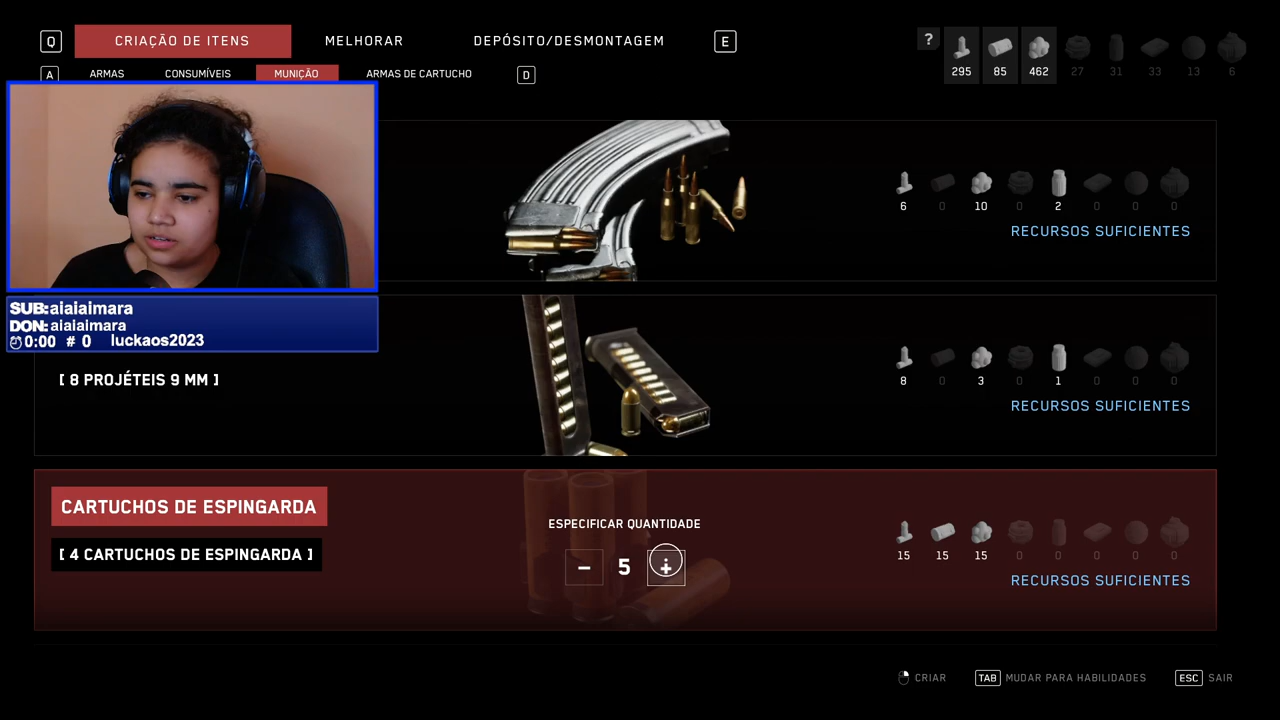 Q CRIAÇÃO DE ITENS MELHORAR DEPÓSITO/DESMONTAGEM E
? 295 85 462 27 31 33 13 6
A ARMAS CONSUMÍVEIS MUNIÇÃO ARMAS DE CARTUCHO D
6 0 10 0 2 0 0 0
RECURSOS SUFICIENTES
SUB:aiaiaimara
DON:aiaiaimara
0:00 # 0 luckaos2023
[ 8 PROJÉTEIS 9 MM ]
8 0 3 0 1 0 0 0
RECURSOS SUFICIENTES
CARTUCHOS DE ESPINGARDA
[ 4 CARTUCHOS DE ESPINGARDA ]
ESPECIFICAR QUANTIDADE
- 5 +
15 15 15 0 0 0 0 0
RECURSOS SUFICIENTES
CRIAR TAB MUDAR PARA HABILIDADES ESC SAIR